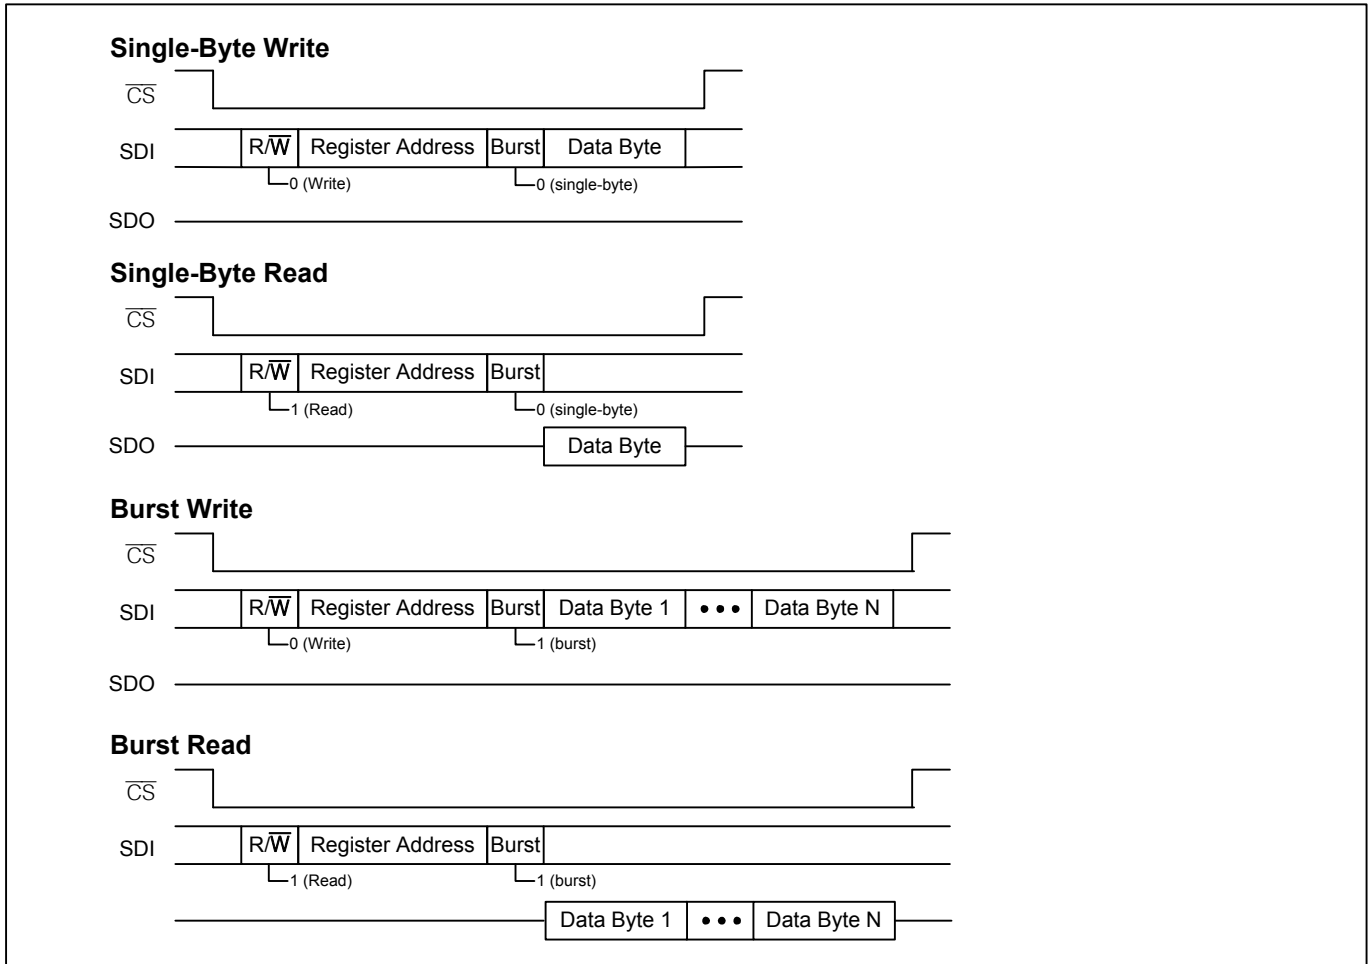 Single-Byte Write
CS
SDI R/W Register Address Burst Data Byte
0 (Write) 0 (single-byte)
SDO
Single-Byte Read
CS
SDI R/W Register Address Burst
1 (Read) 0 (single-byte)
SDO Data Byte
Burst Write
CS
SDI R/W Register Address Burst Data Byte 1 ••• Data Byte N
0 (Write) 1 (burst)
SDO
Burst Read
CS
SDI R/W Register Address Burst
1 (Read) 1 (burst)
Data Byte 1 ••• Data Byte N